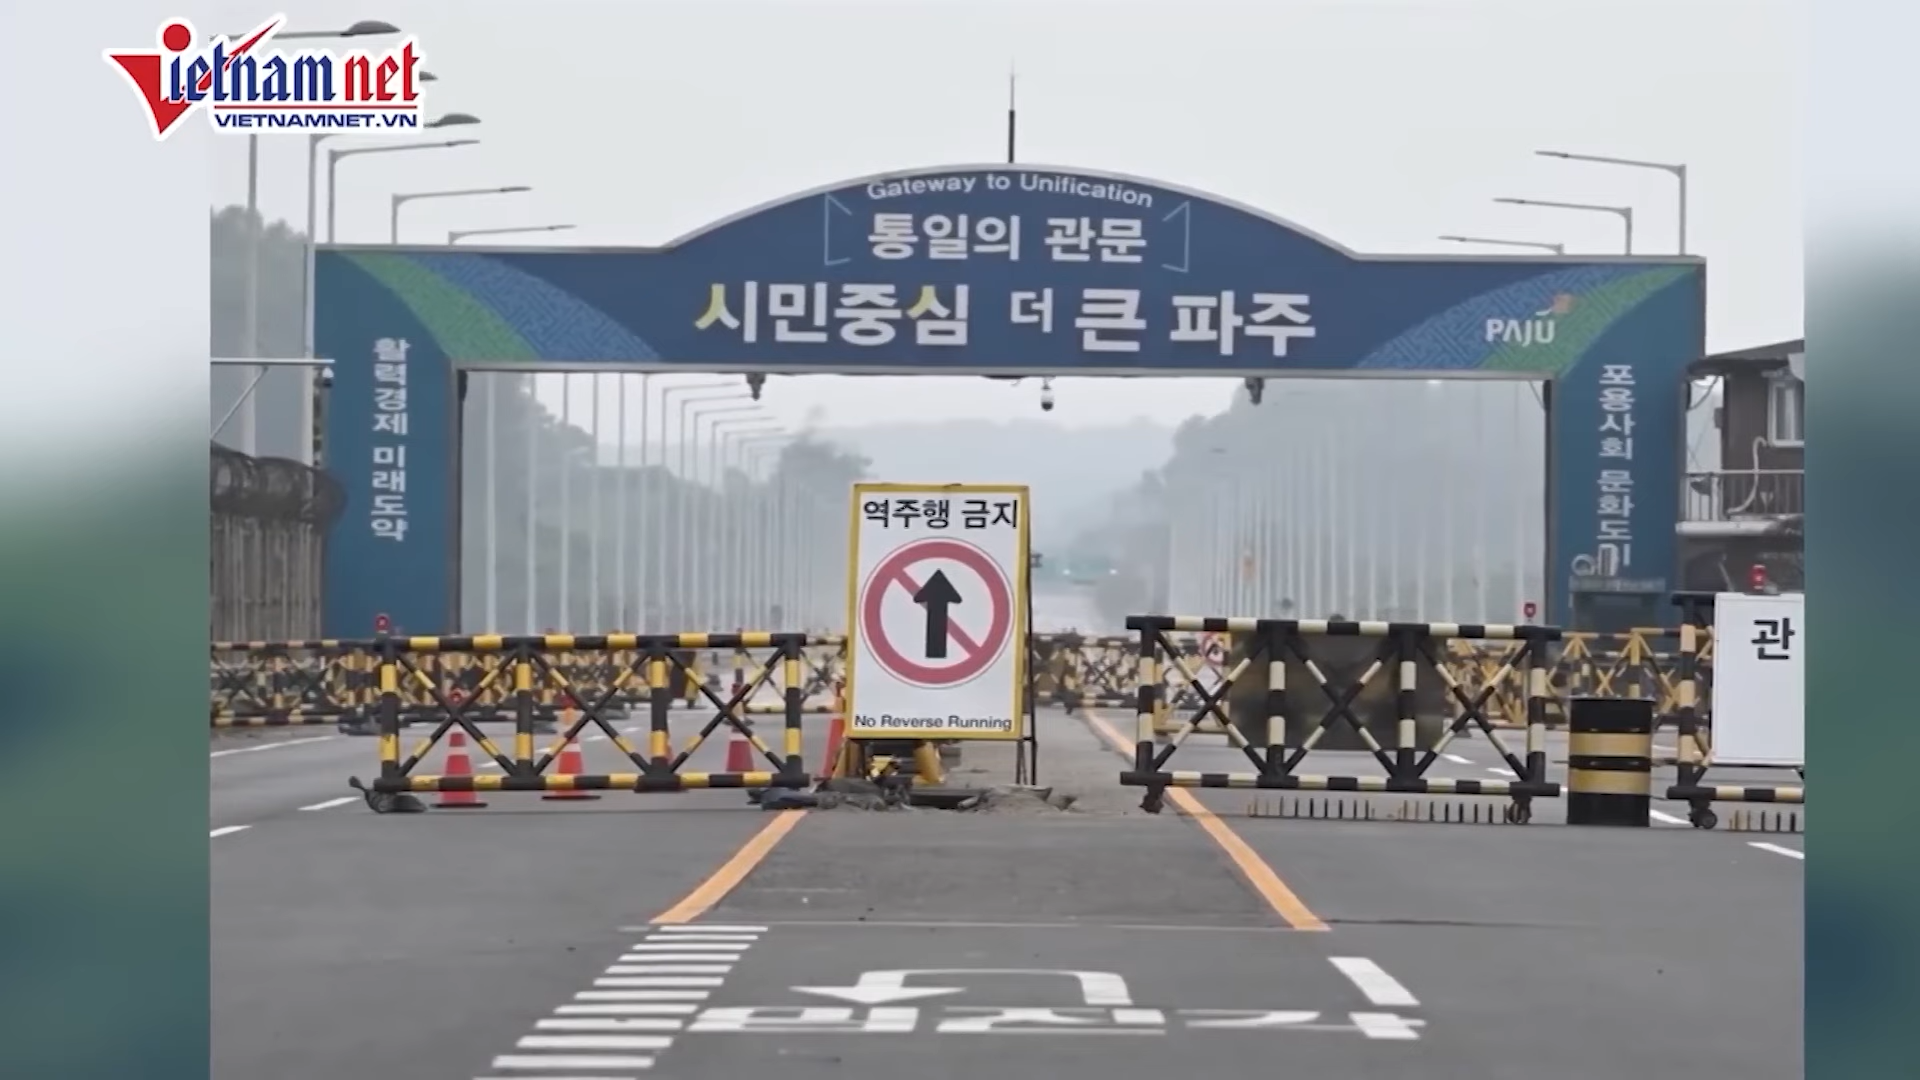 Vietnamnet
VIETNAMNET.VN
Gateway to Unification
통일의 관문
시민중심 더 큰 파주
PAJU
활력경제 미래도약
포용사회 문화도시
역주행 금지
No Reverse Running
관